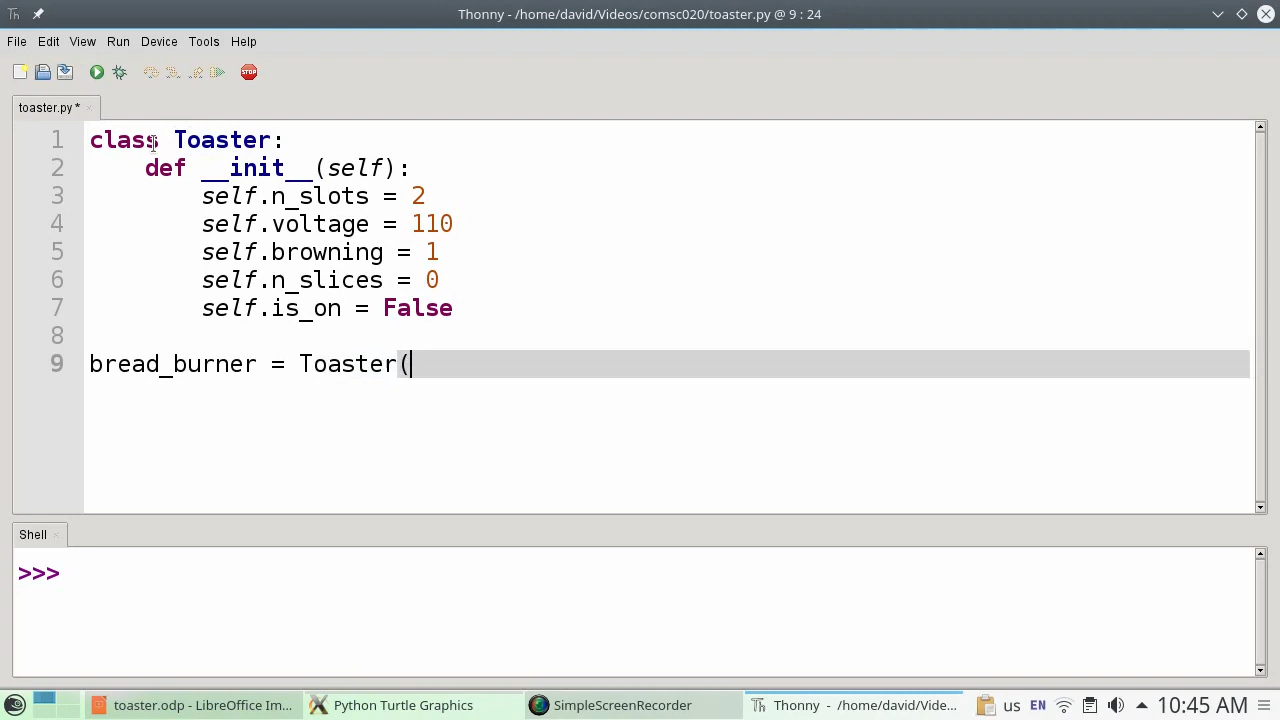 Th Thonny - /home/david/Videos/comsc020/toaster.py @ 9 : 24
File Edit View Run Device Tools Help
STOP
toaster.py * ×
1 class Toaster:
2     def __init__(self):
3         self.n_slots = 2
4         self.voltage = 110
5         self.browning = 1
6         self.n_slices = 0
7         self.is_on = False
8
9 bread_burner = Toaster(
Shell ×
>>>
toaster.odp - LibreOffice Im... Python Turtle Graphics SimpleScreenRecorder Th Thonny - /home/david/Vide... us EN 10:45 AM